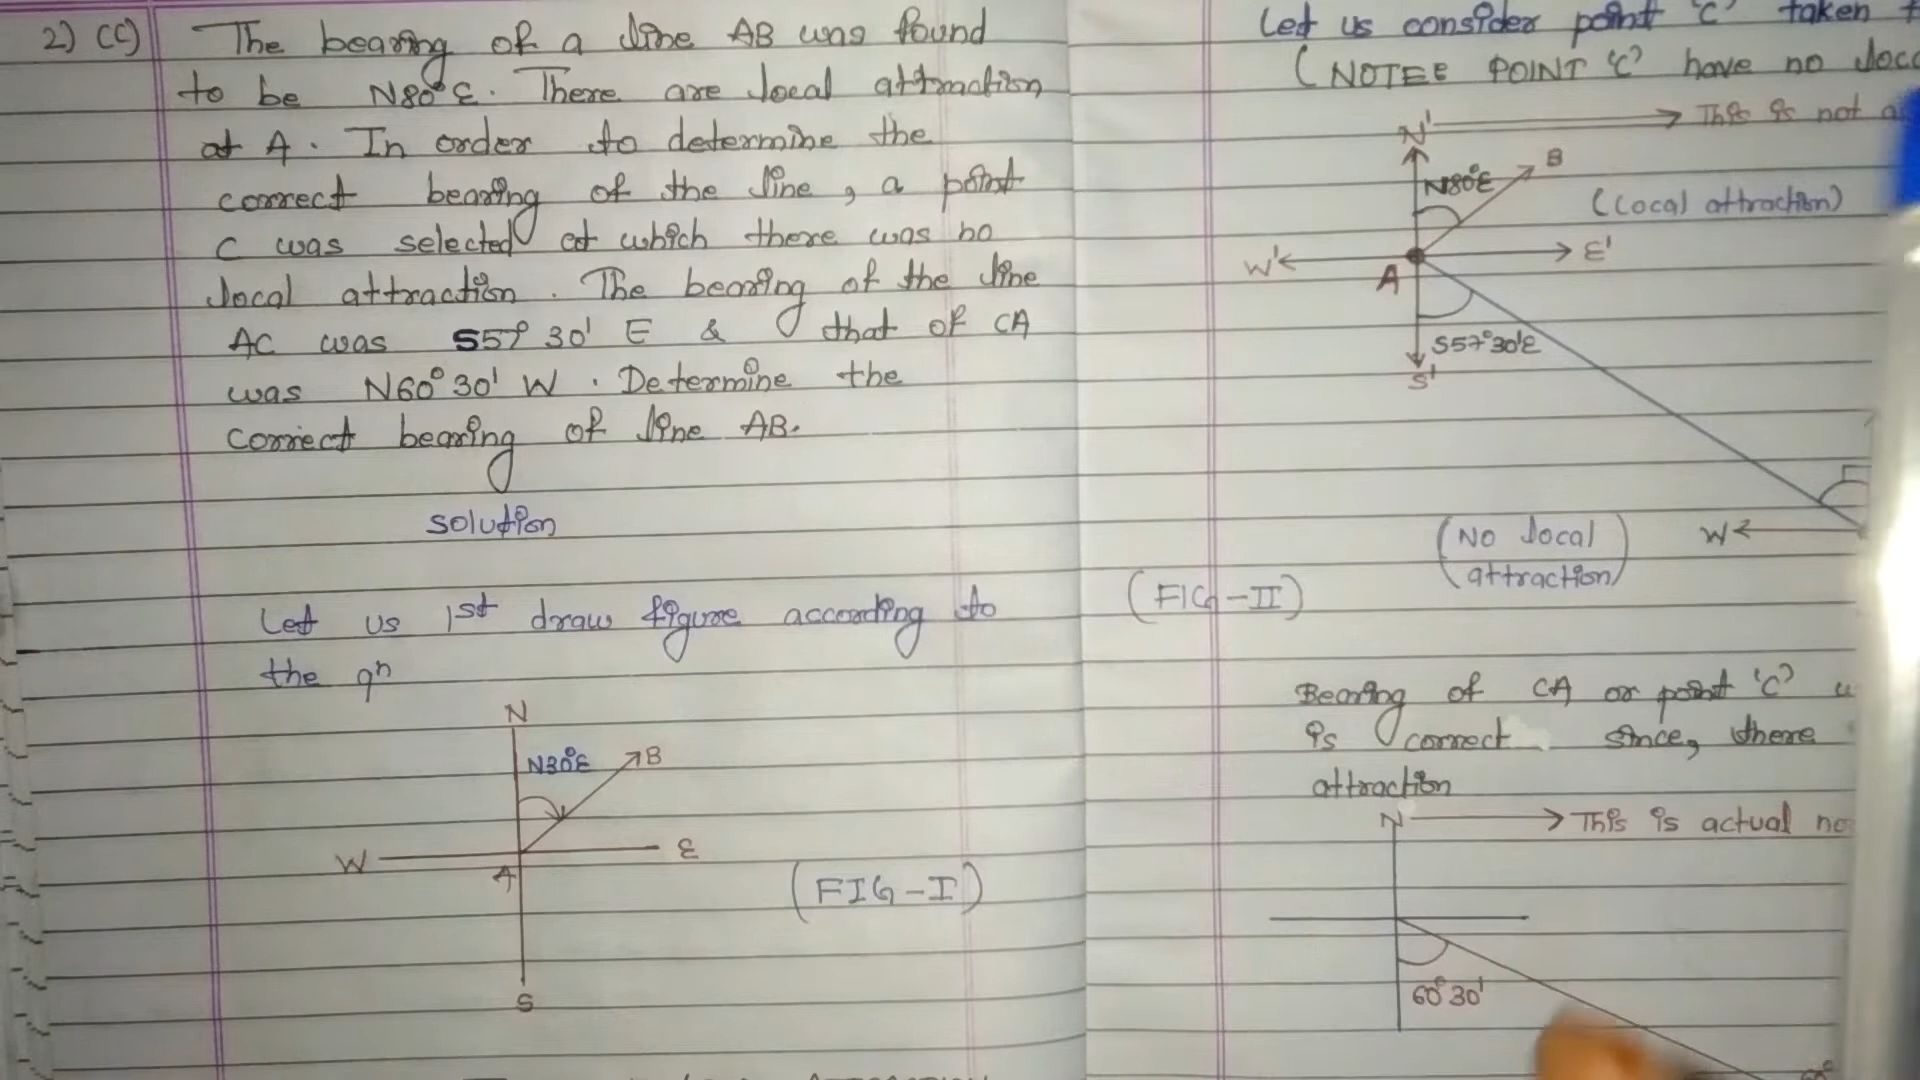 2) (C) The bearing of a line AB was found
to be N80°E. There are local attraction
at A. In order to determine the
correct bearing of the line, a point
C was selected at which there was no
local attraction. The bearing of the line
AC was S57° 30' E & that of CA
was N60° 30' W. Determine the
correct bearing of line AB.
solution
Let us 1st draw figure according to
the qn
N
N30°E
B
W
E
A
(FIG-I)
S
Let us consider point 'C' taken
(NOTEE POINT 'C' have no
N'
This is not
B
N80°E
(Local attraction)
W'
E'
A
S57°30'E
S'
(No local
attraction)
W
(FIG-II)
Bearing of CA or point 'C'
is correct since, there
attraction
N
This is actual
60° 30'